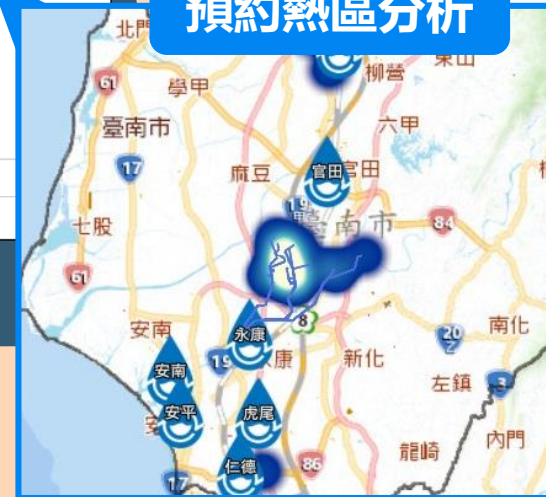 預約熱區分析
北門
東山
柳營
61
學甲
臺南市
六甲
17
麻豆
官田
官田
19
甲
臺南市
84
七股
61
8
安南
永康
康
19
新化
20
乙
南化
安南
左鎮
3
安平
安
虎尾
龍崎
內門
仁德
86
17